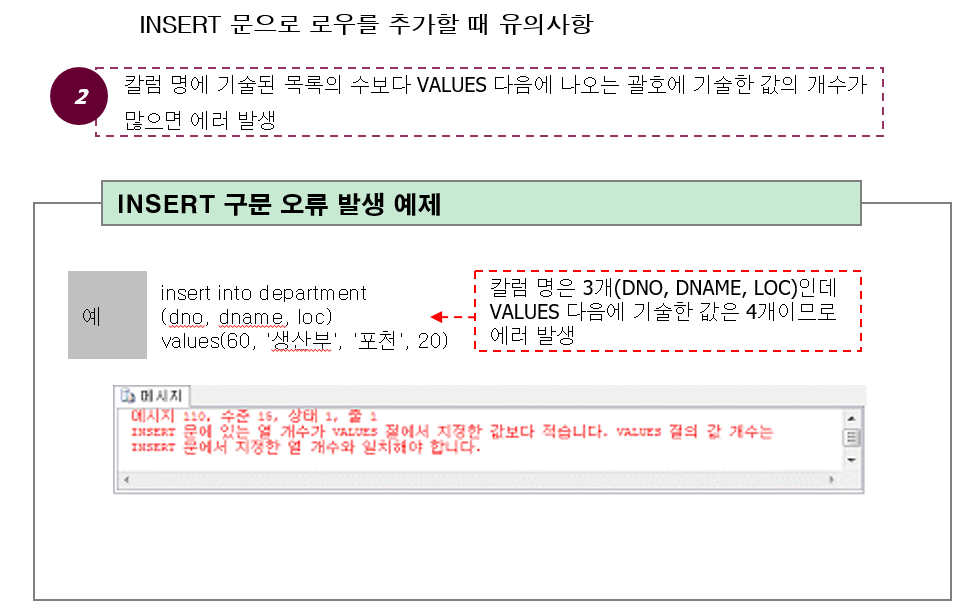 INSERT 문으로 로우를 추가할 때 유의사항
2
칼럼 명에 기술된 목록의 수보다 VALUES 다음에 나오는 괄호에 기술한 값의 개수가
많으면 에러 발생
INSERT 구문 오류 발생 예제
예
insert into department
(dno, dname, loc)
values(60, '생산부', '포천', 20)
칼럼 명은 3개(DNO, DNAME, LOC)인데
VALUES 다음에 기술한 값은 4개이므로
에러 발생
메시지
메시지 110, 수준 15, 상태 1, 줄 1
INSERT 문에 있는 열 개수가 VALUES 절에서 지정한 값보다 적습니다. VALUES 절의 값 개수는
INSERT 문에서 지정한 열 개수와 일치해야 합니다.